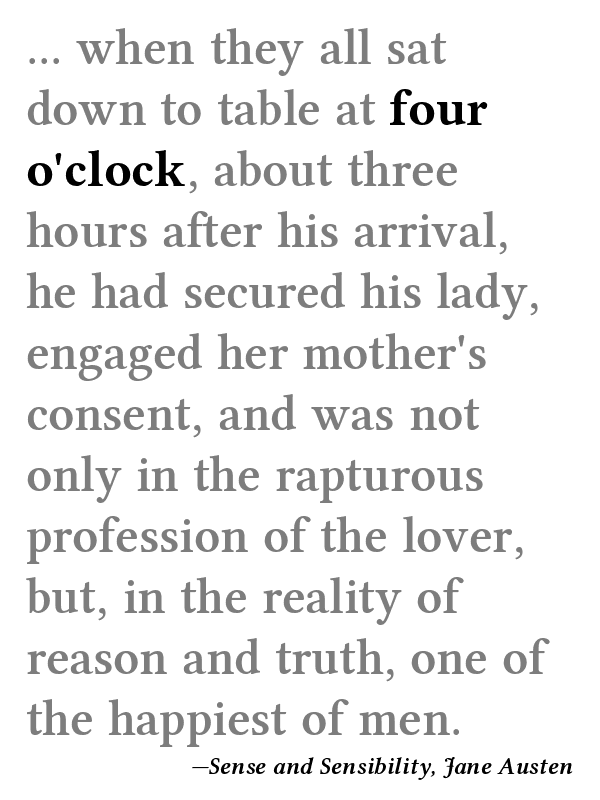 ... when they all sat
down to table at four
o'clock, about three
hours after his arrival,
he had secured his lady,
engaged her mother's
consent, and was not
only in the rapturous
profession of the lover,
but, in the reality of
reason and truth, one of
the happiest of men.
—Sense and Sensibility, Jane Austen